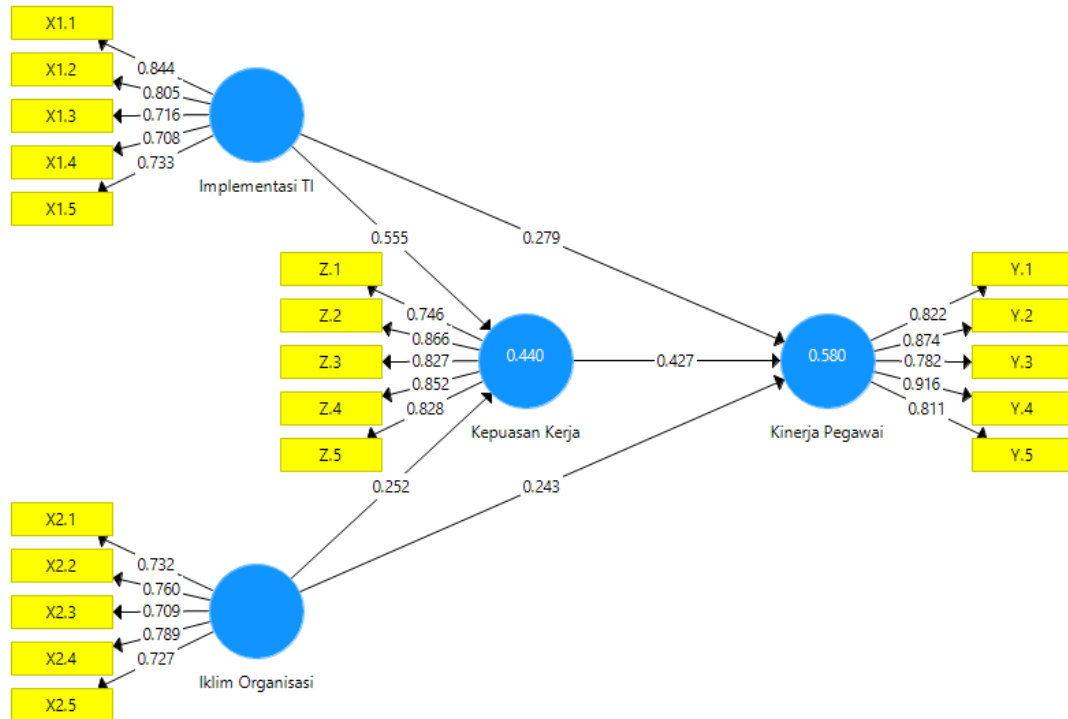 X1.1
X1.2
X1.3
X1.4
X1.5
0.844
0.805
0.716
0.708
0.733
Implementasi TI
0.555
0.279
Z.1
Z.2
Z.3
Z.4
Z.5
0.746
0.866
0.827
0.852
0.828
0.440
Kepuasan Kerja
0.427
0.580
Kinerja Pegawai
0.822
0.874
0.782
0.916
0.811
Y.1
Y.2
Y.3
Y.4
Y.5
0.252
0.243
X2.1
X2.2
X2.3
X2.4
X2.5
0.732
0.760
0.709
0.789
0.727
Iklim Organisasi